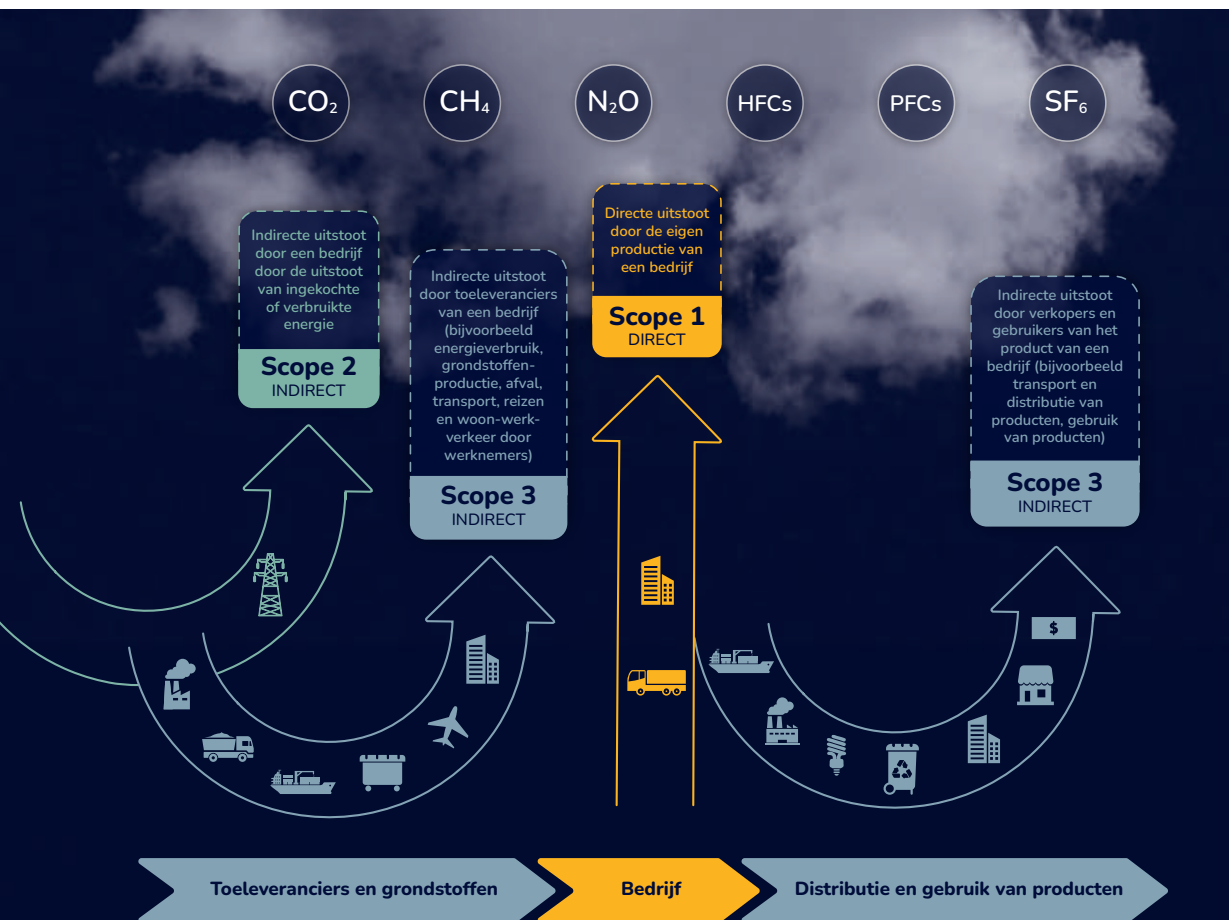 CO₂
CH₄
N₂O
HFCs
PFCs
SF₆
Indirecte uitstoot
door een bedrijf
door de uitstoot
van ingekochte
of verbruikte
energie
Scope 2
INDIRECT
Indirecte uitstoot
door toeleveranciers
van een bedrijf
(bijvoorbeeld
energieverbruik,
grondstoffen-
productie, afval,
transport, reizen
en woon-werk-
verkeer door
werknemers)
Scope 3
INDIRECT
Directe uitstoot
door de eigen
productie van
een bedrijf
Scope 1
DIRECT
Indirecte uitstoot
door verkopers en
gebruikers van het
product van een
bedrijf (bijvoorbeeld
transport en
distributie van
producten, gebruik
van producten)
Scope 3
INDIRECT
$
Toeleveranciers en grondstoffen
Bedrijf
Distributie en gebruik van producten